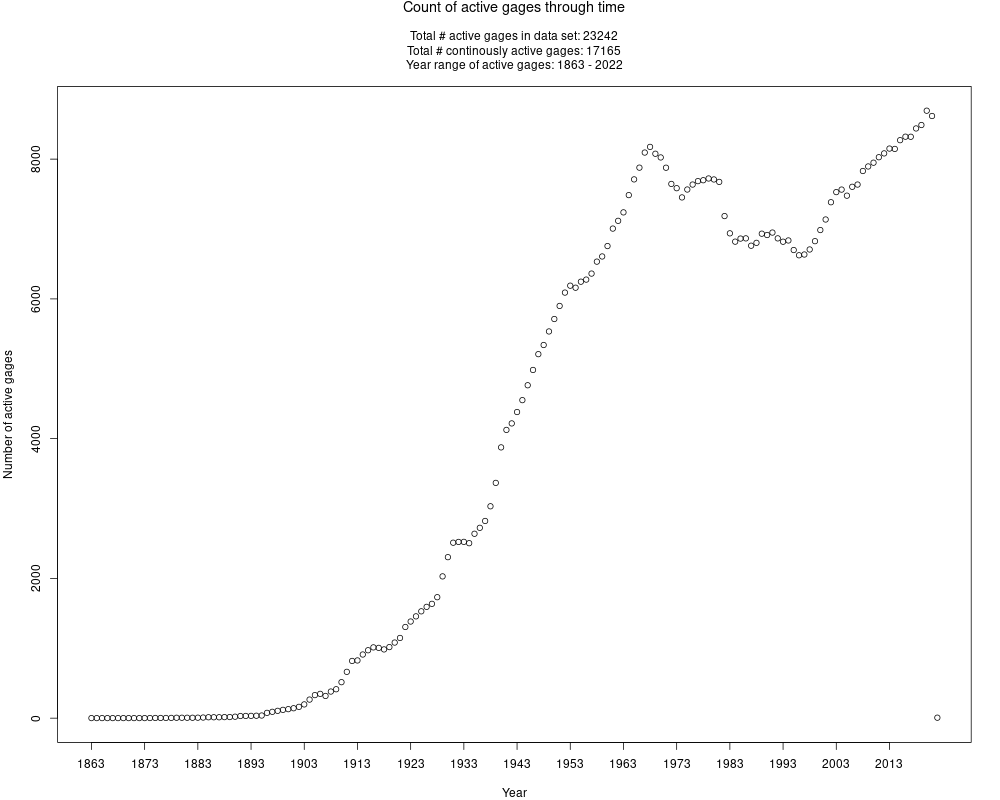 Count of active gages through time
Total # active gages in data set: 23242
Total # continously active gages: 17165
Year range of active gages: 1863 - 2022
Number of active gages
8000
6000
4000
2000
0
1863 1873 1883 1893 1903 1913 1923 1933 1943 1953 1963 1973 1983 1993 2003 2013
Year